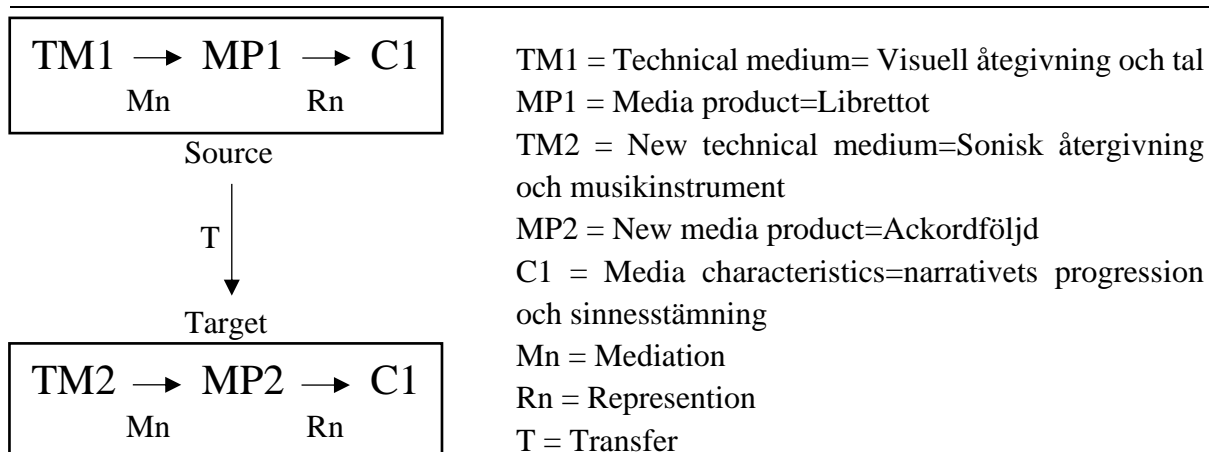 TM1 → MP1 → C1
Mn Rn
Source
T
Target
TM2 → MP2 → C1
Mn Rn
TM1 = Technical medium= Visuell åtegivning och tal
MP1 = Media product=Librettot
TM2 = New technical medium=Sonisk återgivning
och musikinstrument
MP2 = New media product=Ackordföljd
C1 = Media characteristics=narrativets progression
och sinnesstämning
Mn = Mediation
Rn = Represention
T = Transfer